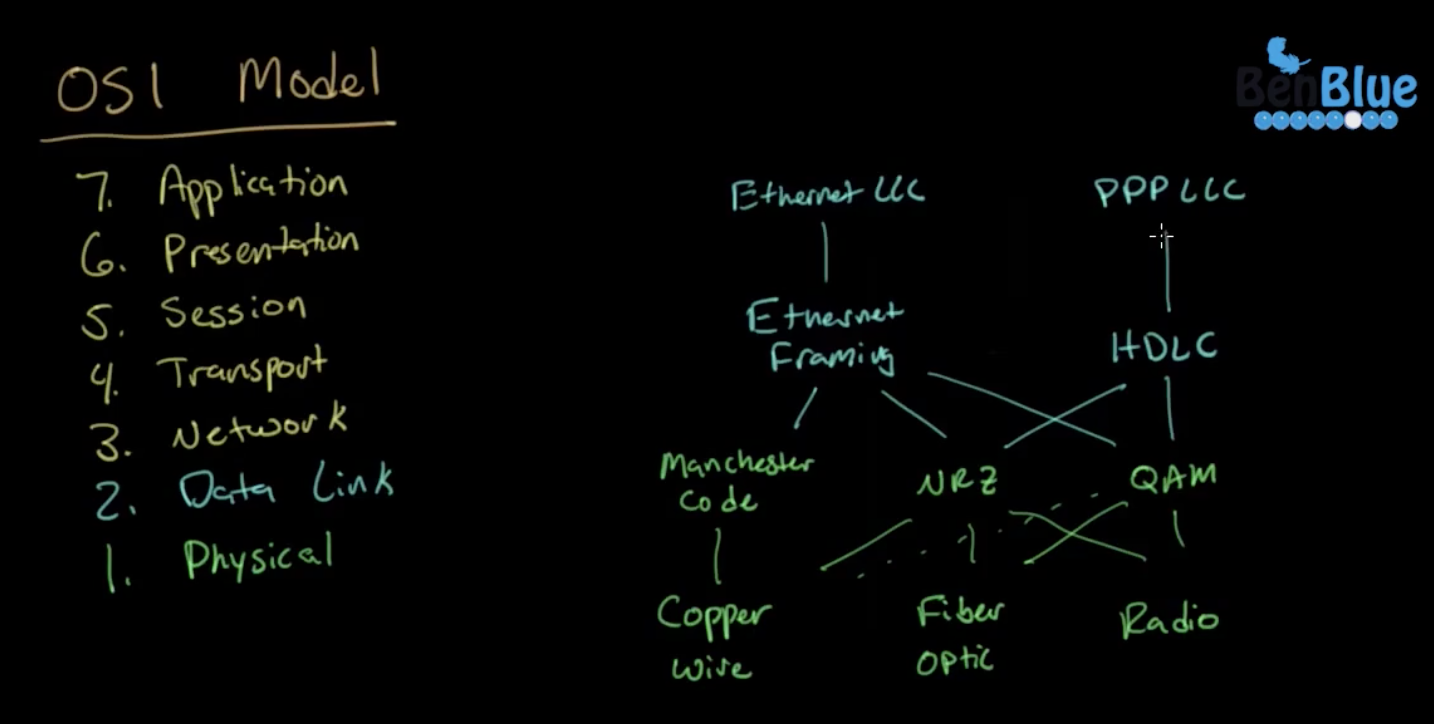 OSI Model
7. Application
6. Presentation
5. Session
4. Transport
3. Network
2. Data Link
1. Physical
BenBlue
Ethernet LLC
PPP LLC
Ethernet
Framing
HDLC
Manchester
Code
NRZ
QAM
Copper
Wire
Fiber
Optic
Radio